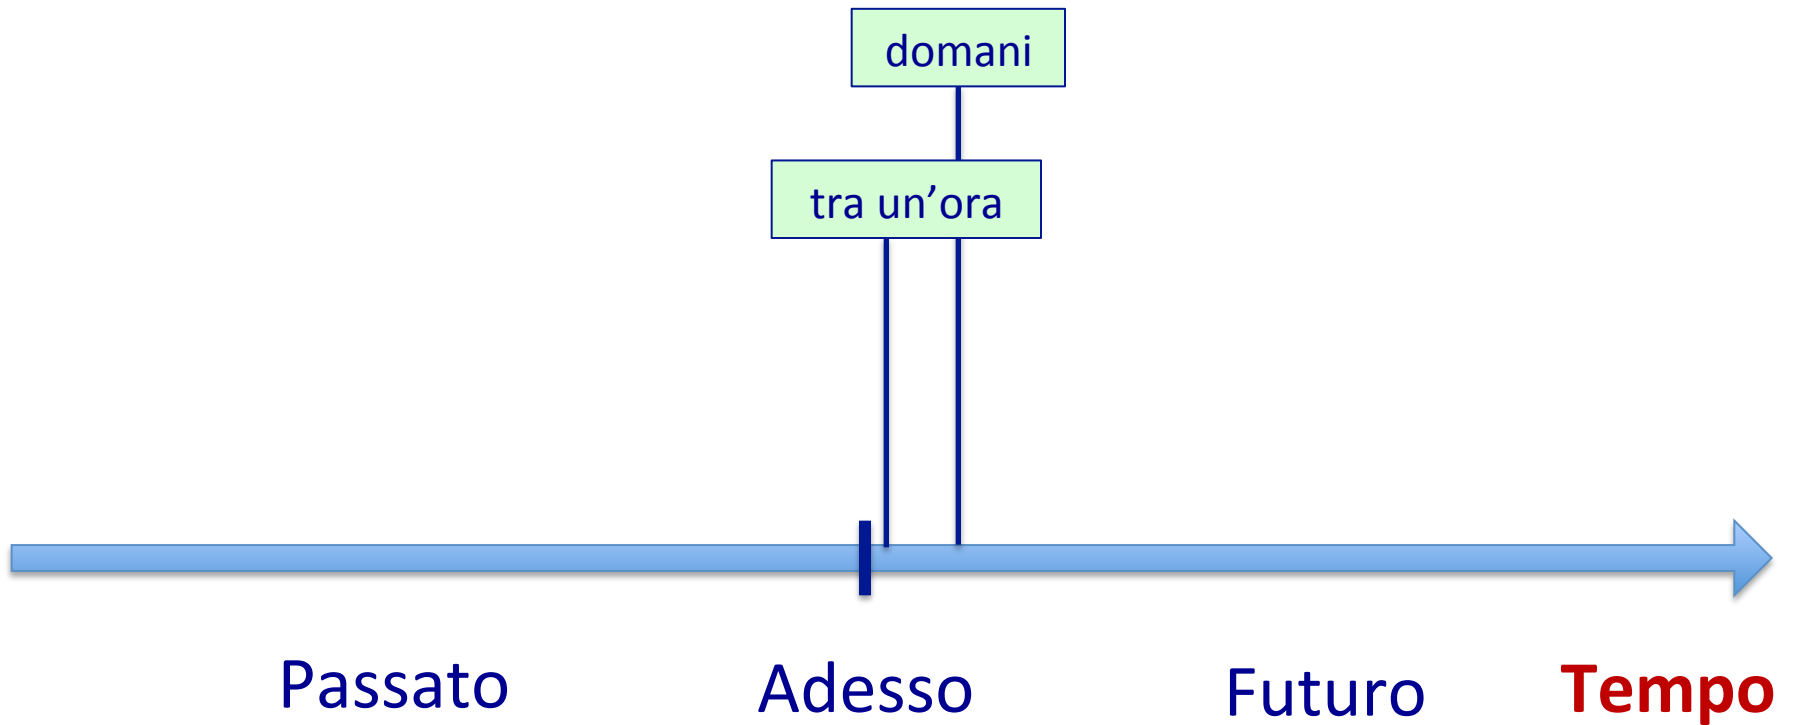 domani
tra un’ora
Passato
Adesso
Futuro
Tempo